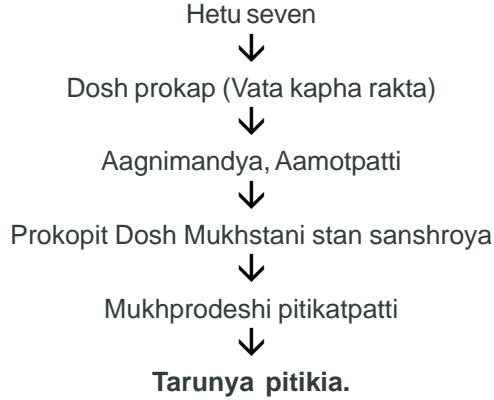 Hetu seven
Dosh prokap (Vata kapha rakta)
Aagnimandya, Aamotpatti
Prokopit Dosh Mukhstani stan sanshroya
Mukhprodeshi pitikatpatti
Tarunya pitikia.